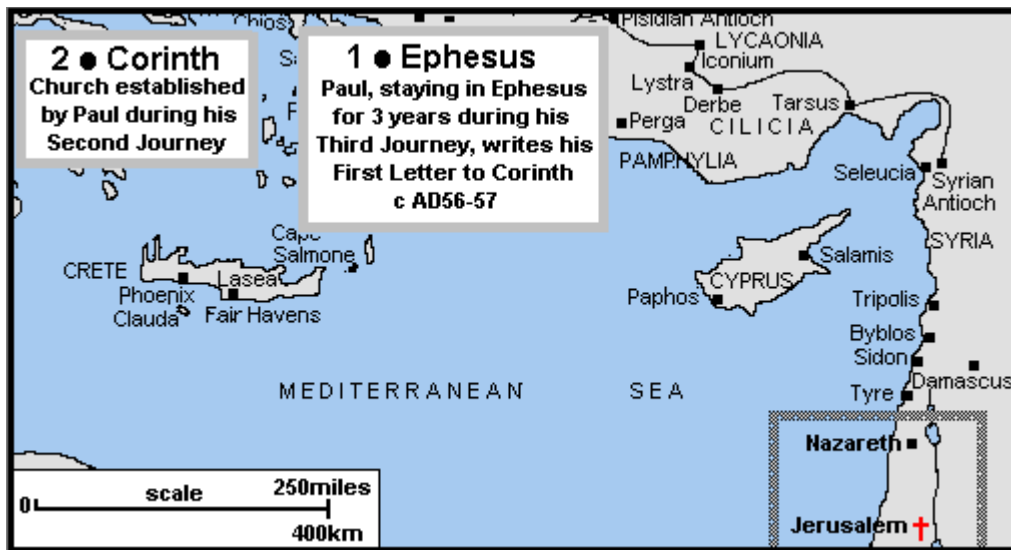 Chios
Pisidian Antioch
2 ● Corinth
Church established
by Paul during his
Second Journey
1 ● Ephesus
Paul, staying in Ephesus
for 3 years during his
Third Journey, writes his
First Letter to Corinth
c AD56-57
LYCAONIA
Iconium
Lystra
Derbe
Tarsus
Perga
CILICIA
PAMPHYLIA
Seleucia
Syrian
Antioch
SYRIA
Cape
Salmone
CRETE
Lasea
Phoenix
Clauda
Fair Havens
Salamis
CYPRUS
Paphos
Tripolis
Byblos
Sidon
Damascus
Tyre
MEDITERRANEAN SEA
Nazareth
Jerusalem
0 scale 250miles
400km